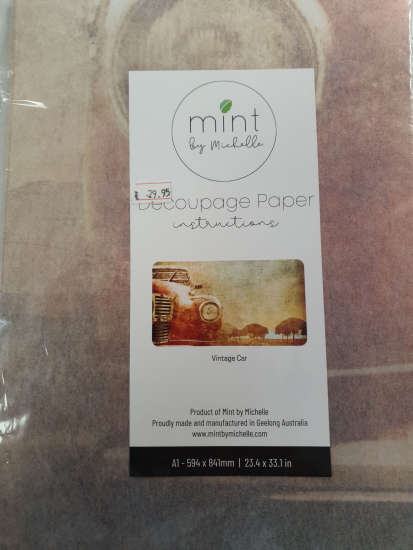 mint
by Michelle
29.95
Decoupage Paper
instructions
Vintage Car
Product of Mint by Michelle
Proudly made and manufactured in Geelong Australia
www.mintbymichelle.com
A1 - 594 x 841mm | 23.4 x 33.1 in